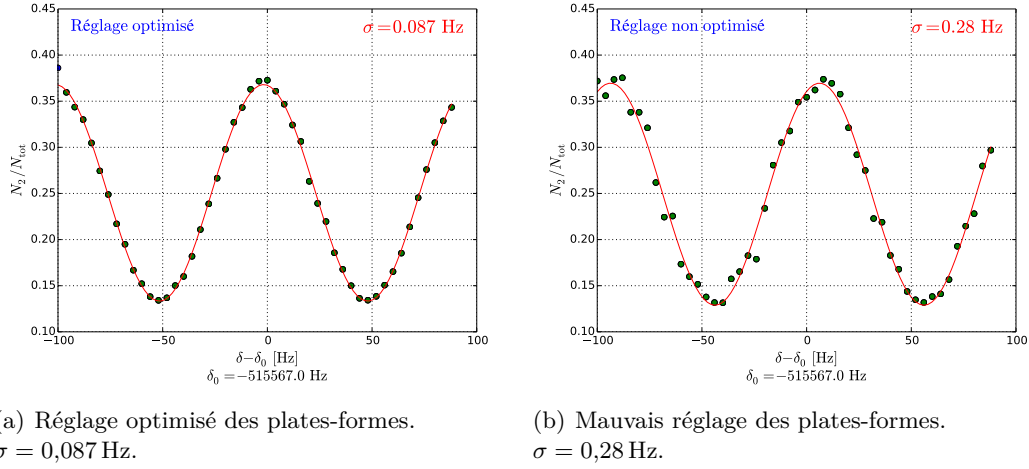 Réglage optimisé
σ=0.087 Hz
0.45
0.40
0.35
0.30
0.25
0.20
0.15
0.10
N₂/N_tot
−100
−50
0
50
100
δ−δ₀ [Hz]
δ₀ =−515567.0 Hz
Réglage non optimisé
σ=0.28 Hz
0.45
0.40
0.35
0.30
0.25
0.20
0.15
0.10
N₂/N_tot
−100
−50
0
50
100
δ−δ₀ [Hz]
δ₀ =−515567.0 Hz
a) Réglage optimisé des plates-formes.
σ = 0,087 Hz.
(b) Mauvais réglage des plates-formes.
σ = 0,28 Hz.